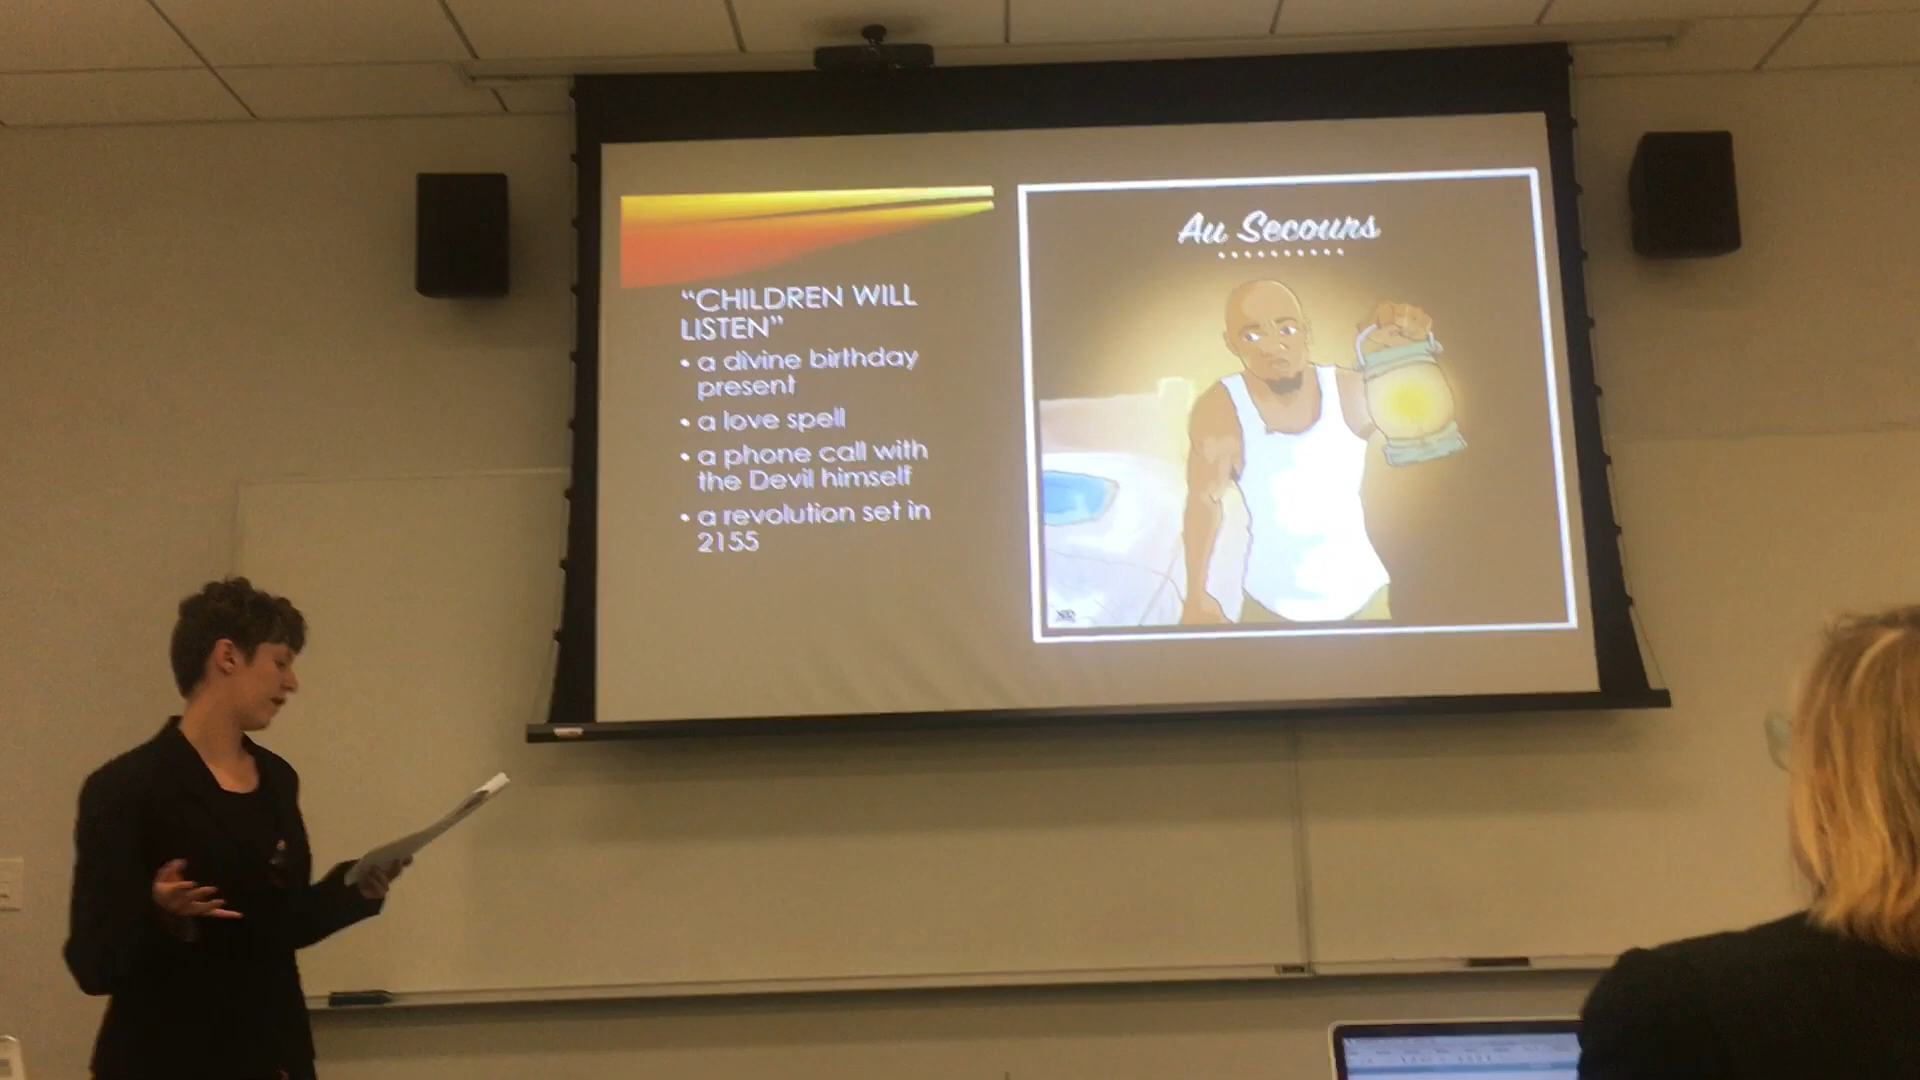 “CHILDREN WILL
LISTEN”
• a divine birthday
present
• a love spell
• a phone call with
the Devil himself
• a revolution set in
2155
Au Secours